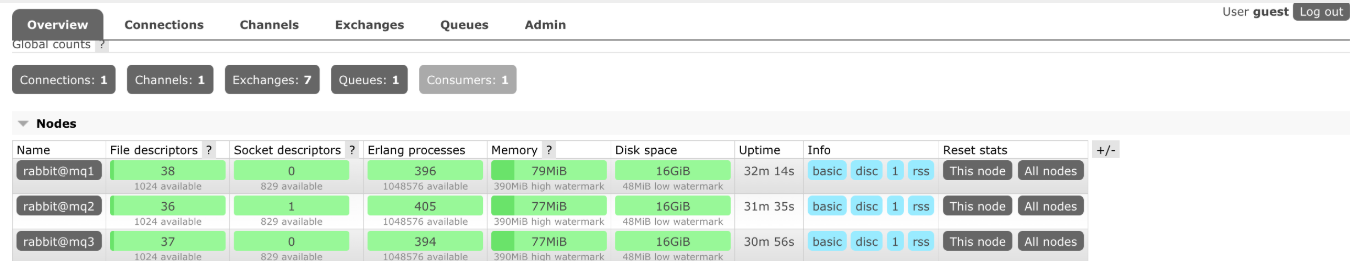 User guest Log out
Overview Connections Channels Exchanges Queues Admin
Global counts ?
Connections: 1 Channels: 1 Exchanges: 7 Queues: 1 Consumers: 1
Nodes
Name File descriptors ? Socket descriptors ? Erlang processes Memory ? Disk space Uptime Info Reset stats +/-
rabbit@mq1 38 0 396 79MiB 16GiB 32m 14s basic disc 1 rss This node All nodes
1024 available 829 available 1048576 available 390MiB high watermark 48MiB low watermark
rabbit@mq2 36 1 405 77MiB 16GiB 31m 35s basic disc 1 rss This node All nodes
1024 available 829 available 1048576 available 390MiB high watermark 48MiB low watermark
rabbit@mq3 37 0 394 77MiB 16GiB 30m 56s basic disc 1 rss This node All nodes
1024 available 829 available 1048576 available 390MiB high watermark 48MiB low watermark